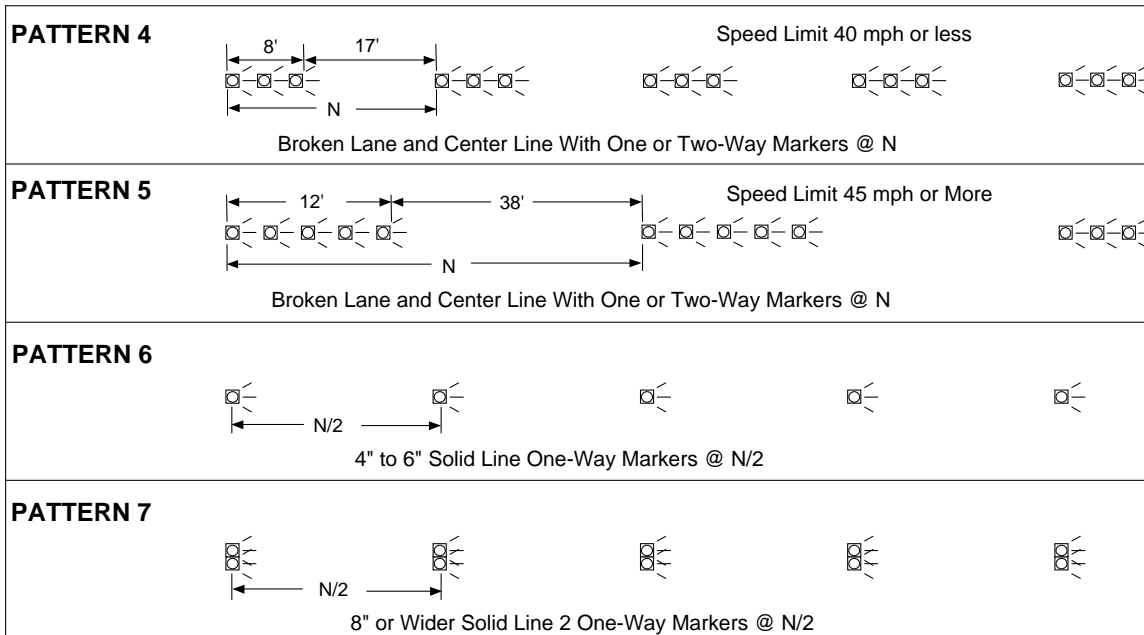 PATTERN 4
Speed Limit 40 mph or less
8' 17'
N
Broken Lane and Center Line With One or Two-Way Markers @ N
PATTERN 5
Speed Limit 45 mph or More
12' 38'
N
Broken Lane and Center Line With One or Two-Way Markers @ N
PATTERN 6
N/2
4" to 6" Solid Line One-Way Markers @ N/2
PATTERN 7
N/2
8" or Wider Solid Line 2 One-Way Markers @ N/2